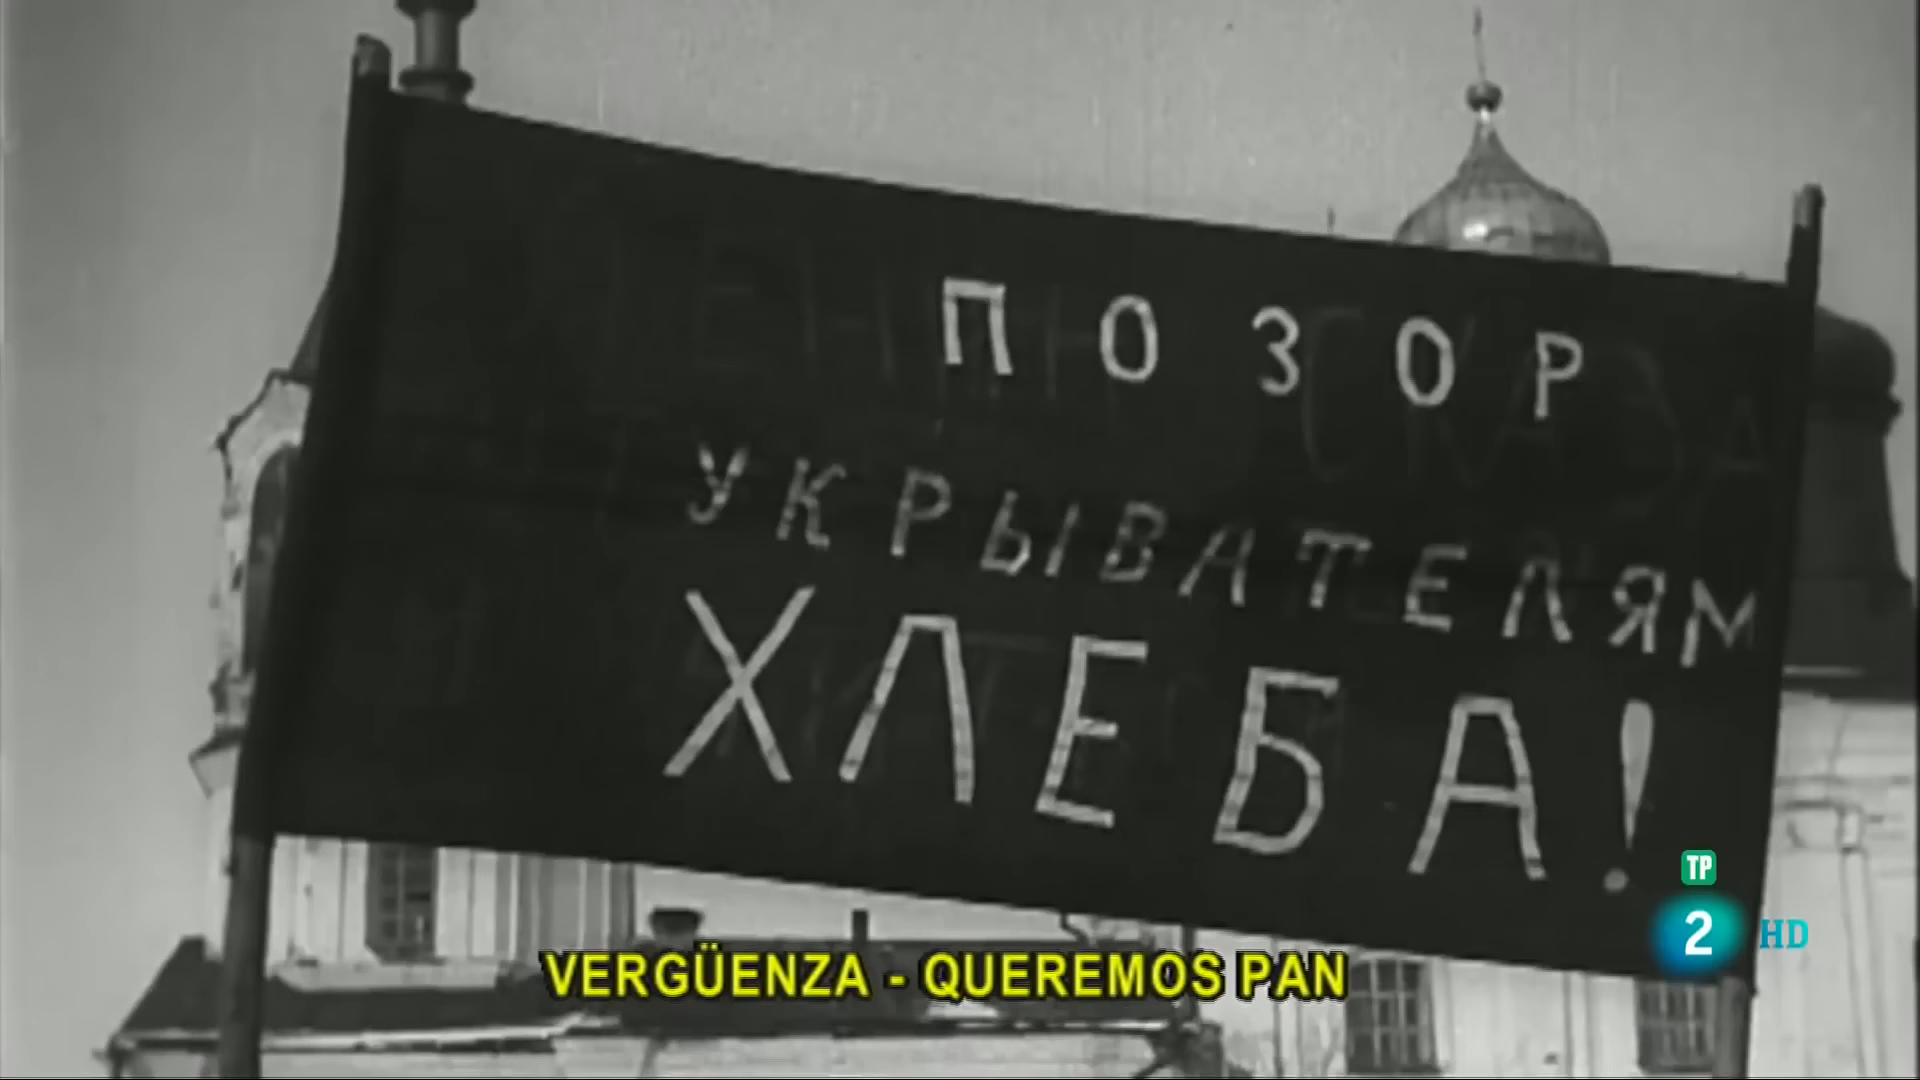 ПОЗОР
УКРЫВАТЕЛЯМ
ХЛЕБА!
TP
2 HD
VERGÜENZA - QUEREMOS PAN